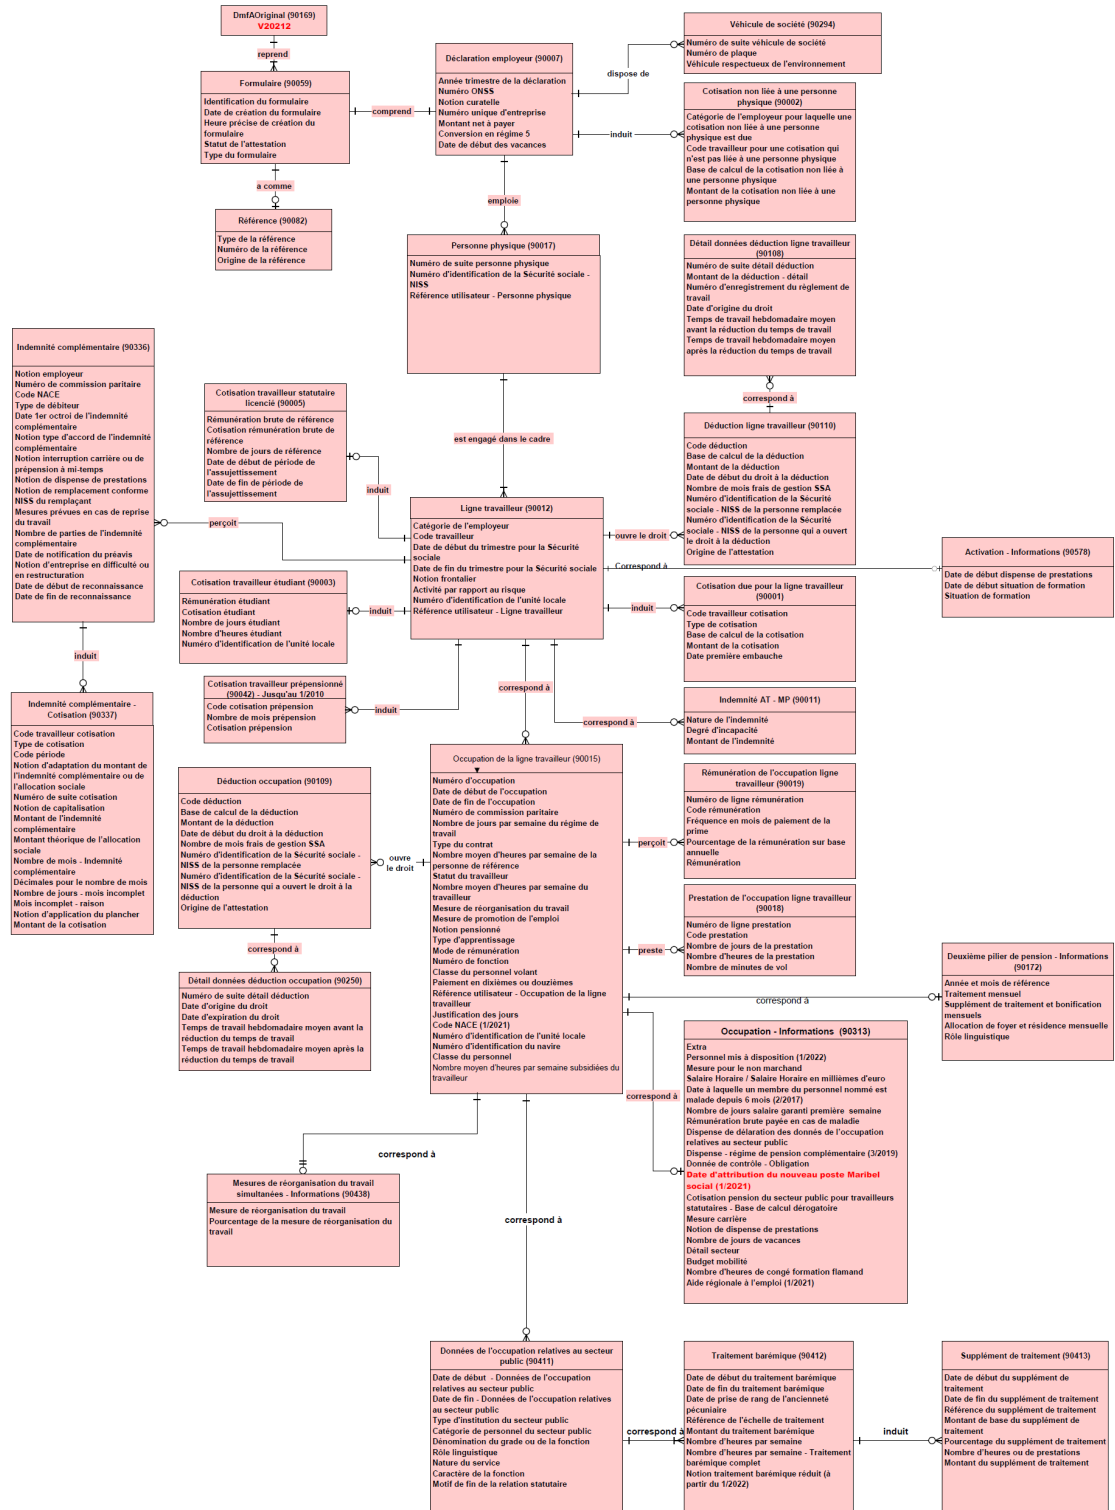 DmfAOriginal (90169)
V20212
reprend
Formulaire (90059)
Identification du formulaire
Date de création du formulaire
Heure précise de création du
formulaire
Statut de l'attestation
Type du formulaire
comprend
a comme
Référence (90082)
Type de la référence
Numéro de la référence
Origine de la référence
Déclaration employeur (90007)
Année trimestre de la déclaration
Numéro ONSS
Notion curatelle
Numéro unique d'entreprise
Montant net à payer
Conversion en régime 5
Date de début des vacances
dispose de
Véhicule de société (90294)
Numéro de suite véhicule de société
Numéro de plaque
Véhicule respectueux de l'environnement
induit
Cotisation non liée à une personne
physique (90002)
Catégorie de l'employeur pour laquelle une
cotisation non liée à une personne
physique est due
Code travailleur pour une cotisation qui
n'est pas liée à une personne physique
Base de calcul de la cotisation non liée à
une personne physique
Montant de la cotisation non liée à une
personne physique
emploie
Personne physique (90017)
Numéro de suite personne physique
Numéro d'identification de la Sécurité sociale -
NISS
Référence utilisateur - Personne physique
est engagé dans le cadre
Détail données déduction ligne travailleur
(90108)
Numéro de suite détail déduction
Montant de la déduction - détail
Numéro d'enregistrement du règlement de
travail
Date d'origine du droit
Temps de travail hebdomadaire moyen
avant la réduction du temps de travail
Temps de travail hebdomadaire moyen
après la réduction du temps de travail
correspond à
Déduction ligne travailleur (90110)
Code déduction
Base de calcul de la déduction
Montant de la déduction
Date de début du droit à la déduction
Nombre de mois frais de gestion SSA
Numéro d'identification de la Sécurité
sociale - NISS de la personne remplacée
Numéro d'identification de la Sécurité
sociale - NISS de la personne qui a ouvert
le droit à la déduction
Origine de l'attestation
Indemnité complémentaire (90336)
Notion employeur
Numéro de commission paritaire
Code NACE
Type de débiteur
Date 1er octroi de l'indemnité
complémentaire
Notion type d'accord de l'indemnité
complémentaire
Notion interruption carrière ou de
prépension à mi-temps
Notion de dispense de prestations
Notion de remplacement conforme
NISS du remplaçant
Mesures prévues en cas de reprise
du travail
Nombre de parties de l'indemnité
complémentaire
Date de notification du préavis
Notion d'entreprise en difficulté ou
en restructuration
Date de début de reconnaissance
Date de fin de reconnaissance
perçoit
Cotisation travailleur statutaire
licencié (90005)
Rémunération brute de référence
Cotisation rémunération brute de
référence
Nombre de jours de référence
Date de début de période de
l'assujettissement
Date de fin de période de
l'assujettissement
induit
Ligne travailleur (90012)
Catégorie de l'employeur
Code travailleur
Date de début du trimestre pour la Sécurité
sociale
Date de fin du trimestre pour la Sécurité sociale
Notion frontalier
Activité par rapport au risque
Numéro d'identification de l'unité locale
Référence utilisateur - Ligne travailleur
ouvre le droit
Correspond à
Activation - Informations (90578)
Date de début dispense de prestations
Date de début situation de formation
Situation de formation
Cotisation travailleur étudiant (90003)
Rémunération étudiant
Cotisation étudiant
Nombre de jours étudiant
Nombre d'heures étudiant
Numéro d'identification de l'unité locale
induit
induit
Cotisation due pour la ligne travailleur
(90001)
Code travailleur cotisation
Type de cotisation
Base de calcul de la cotisation
Montant de la cotisation
Date première embauche
induit
Indemnité complémentaire -
Cotisation (90337)
Code travailleur cotisation
Type de cotisation
Code période
Notion d'adaptation du montant de
l'indemnité complémentaire ou de
l'allocation sociale
Numéro de suite cotisation
Notion de capitalisation
Montant de l'indemnité
complémentaire
Montant théorique de l'allocation
sociale
Nombre de mois - Indemnité
complémentaire
Décimales pour le nombre de mois
Nombre de jours - mois incomplet
Mois incomplet - raison
Notion d'application du plancher
Montant de la cotisation
Cotisation travailleur prépensionné
(90042) - Jusqu'au 1/2010
Code cotisation prépension
Nombre de mois prépension
Cotisation prépension
induit
correspond à
correspond à
Indemnité AT - MP (90011)
Nature de l'indemnité
Degré d'incapacité
Montant de l'indemnité
Déduction occupation (90109)
Code déduction
Base de calcul de la déduction
Montant de la déduction
Date de début du droit à la déduction
Nombre de mois frais de gestion SSA
Numéro d'identification de la Sécurité sociale -
NISS de la personne remplacée
Numéro d'identification de la Sécurité sociale -
NISS de la personne qui a ouvert le droit à la
déduction
Origine de l'attestation
ouvre
le droit
correspond à
Détail données déduction occupation (90250)
Numéro de suite détail déduction
Date d'origine du droit
Date d'expiration du droit
Temps de travail hebdomadaire moyen avant la
réduction du temps de travail
Temps de travail hebdomadaire moyen après la
réduction du temps de travail
Occupation de la ligne travailleur (90015)
Numéro d'occupation
Date de début de l'occupation
Date de fin de l'occupation
Numéro de commission paritaire
Nombre de jours par semaine du régime de
travail
Type du contrat
Nombre moyen d'heures par semaine de la
personne de référence
Statut du travailleur
Nombre moyen d'heures par semaine du
travailleur
Mesure de réorganisation du travail
Mesure de promotion de l'emploi
Notion pensionné
Type d'apprentissage
Mode de rémunération
Numéro de fonction
Classe du personnel volant
Paiement en dixièmes ou douzièmes
Référence utilisateur - Occupation de la ligne
travailleur
Justification des jours
Code NACE (1/2021)
Numéro d'identification de l'unité locale
Numéro d'identification du navire
Classe du personnel
Nombre moyen d'heures par semaine subsidiées du
travailleur
perçoit
Rémunération de l'occupation ligne
travailleur (90019)
Numéro de ligne rémunération
Code rémunération
Fréquence en mois de paiement de la
prime
Pourcentage de la rémunération sur base
annuelle
Rémunération
preste
Prestation de l'occupation ligne travailleur
(90018)
Numéro de ligne prestation
Code prestation
Nombre de jours de la prestation
Nombre d'heures de la prestation
Nombre de minutes de vol
correspond à
Deuxième pilier de pension - Informations
(90172)
Année et mois de référence
Traitement mensuel
Supplément de traitement et bonification
mensuels
Allocation de foyer et résidence mensuelle
Rôle linguistique
correspond à
Occupation - Informations (90313)
Extra
Personnel mis à disposition (1/2022)
Mesure pour le non marchand
Salaire Horaire / Salaire Horaire en millièmes d'euro
Date à laquelle un membre du personnel nommé est
malade depuis 6 mois (2/2017)
Nombre de jours salaire garanti première semaine
Rémunération brute payée en cas de maladie
Dispense de délaration des donnés de l'occupation
relatives au secteur public
Dispense - régime de pension complémentaire (3/2019)
Donnée de contrôle - Obligation
Date d'attribution du nouveau poste Maribel
social (1/2021)
Cotisation pension du secteur public pour travailleurs
statutaires - Base de calcul dérogatoire
Mesure carrière
Notion de dispense de prestations
Nombre de jours de vacances
Détail secteur
Budget mobilité
Nombre d'heures de congé formation flamand
Aide régionale à l'emploi (1/2021)
correspond à
Mesures de réorganisation du travail
simultanées - Informations (90438)
Mesure de réorganisation du travail
Pourcentage de la mesure de réorganisation du
travail
correspond à
Données de l'occupation relatives au secteur
public (90411)
Date de début - Données de l'occupation
relatives au secteur public
Date de fin - Données de l'occupation relatives
au secteur public
Type d'institution du secteur public
Catégorie de personnel du secteur public
Dénomination du grade ou de la fonction
Rôle linguistique
Nature du service
Caractère de la fonction
Motif de fin de la relation statutaire
correspond à
Traitement barémique (90412)
Date de début du traitement barémique
Date de fin du traitement barémique
Date de prise de rang de l'ancienneté
pécuniaire
Référence de l'échelle de traitement
Montant du traitement barémique
Nombre d'heures par semaine
Nombre d'heures par semaine - Traitement
barémique complet
Notion traitement barémique réduit (à
partir du 1/2022)
induit
Supplément de traitement (90413)
Date de début du supplément de
traitement
Date de fin du supplément de traitement
Référence du supplément de traitement
Montant de base du supplément de
traitement
Pourcentage du supplément de traitement
Nombre d'heures ou de prestations
Montant du supplément de traitement